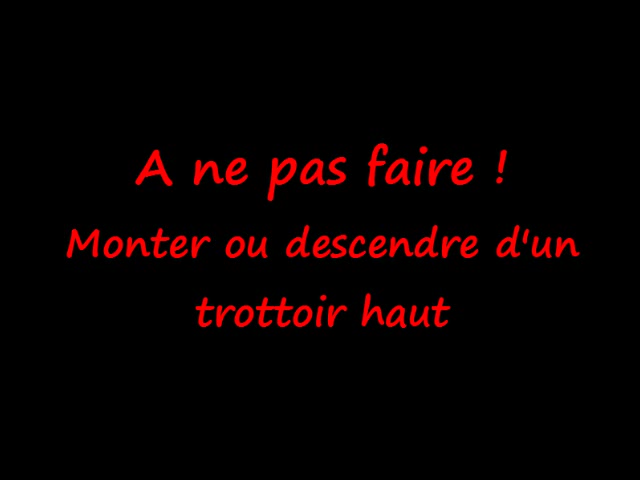 A ne pas faire !
Monter ou descendre d'un
trottoir haut